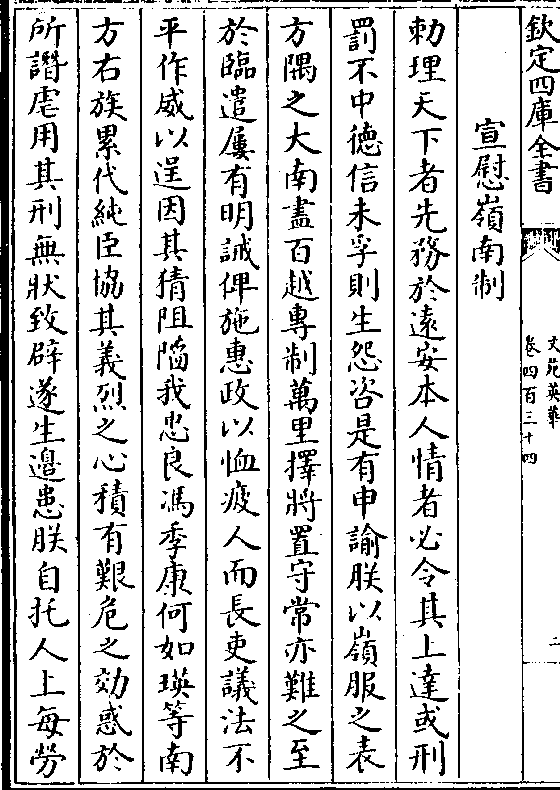 欽定四庫全書
文苑英華
卷四百三十四
二
宣慰嶺南制
勑理天下者先務於遠安本人情者必令其上達或刑
罰不中德信未孚則生怨咨是有申諭朕以嶺服之表
方隅之大南盡百越專制萬里擇將置守常亦難之至
於臨遣屢有明誡俾施惠政以恤疲人而長吏議法不
平作威以逞因其猜阻陷我忠良馮季康何如瑛等南
方右族累代純臣協其義烈之心積有艱危之効惑於
所譖虐用其刑無狀致辟遂生邉患朕自托人上每勞